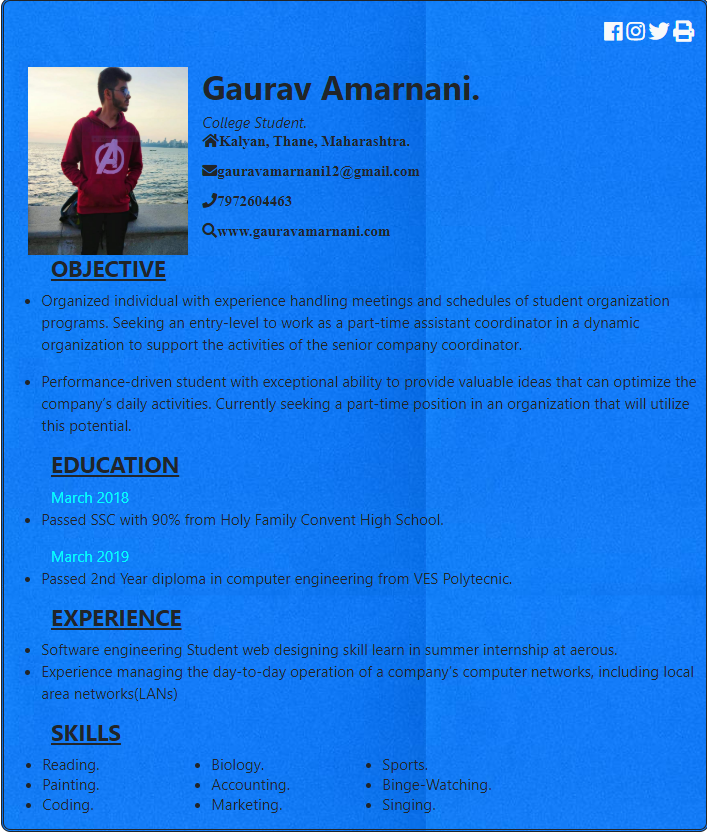 Gaurav Amarnani.
College Student.
Kalyan, Thane, Maharashtra.
gauravamarnani12@gmail.com
7972604463
www.gauravamarnani.com
OBJECTIVE
Organized individual with experience handling meetings and schedules of student organization
programs. Seeking an entry-level to work as a part-time assistant coordinator in a dynamic
organization to support the activities of the senior company coordinator.
Performance-driven student with exceptional ability to provide valuable ideas that can optimize the
company's daily activities. Currently seeking a part-time position in an organization that will utilize
this potential.
EDUCATION
March 2018
Passed SSC with 90% from Holy Family Convent High School.
March 2019
Passed 2nd Year diploma in computer engineering from VES Polytecnic.
EXPERIENCE
Software engineering Student web designing skill learn in summer internship at aerous.
Experience managing the day-to-day operation of a company's computer networks, including local
area networks(LANs)
SKILLS
Reading. Biology. Sports.
Painting. Accounting. Binge-Watching.
Coding. Marketing. Singing.